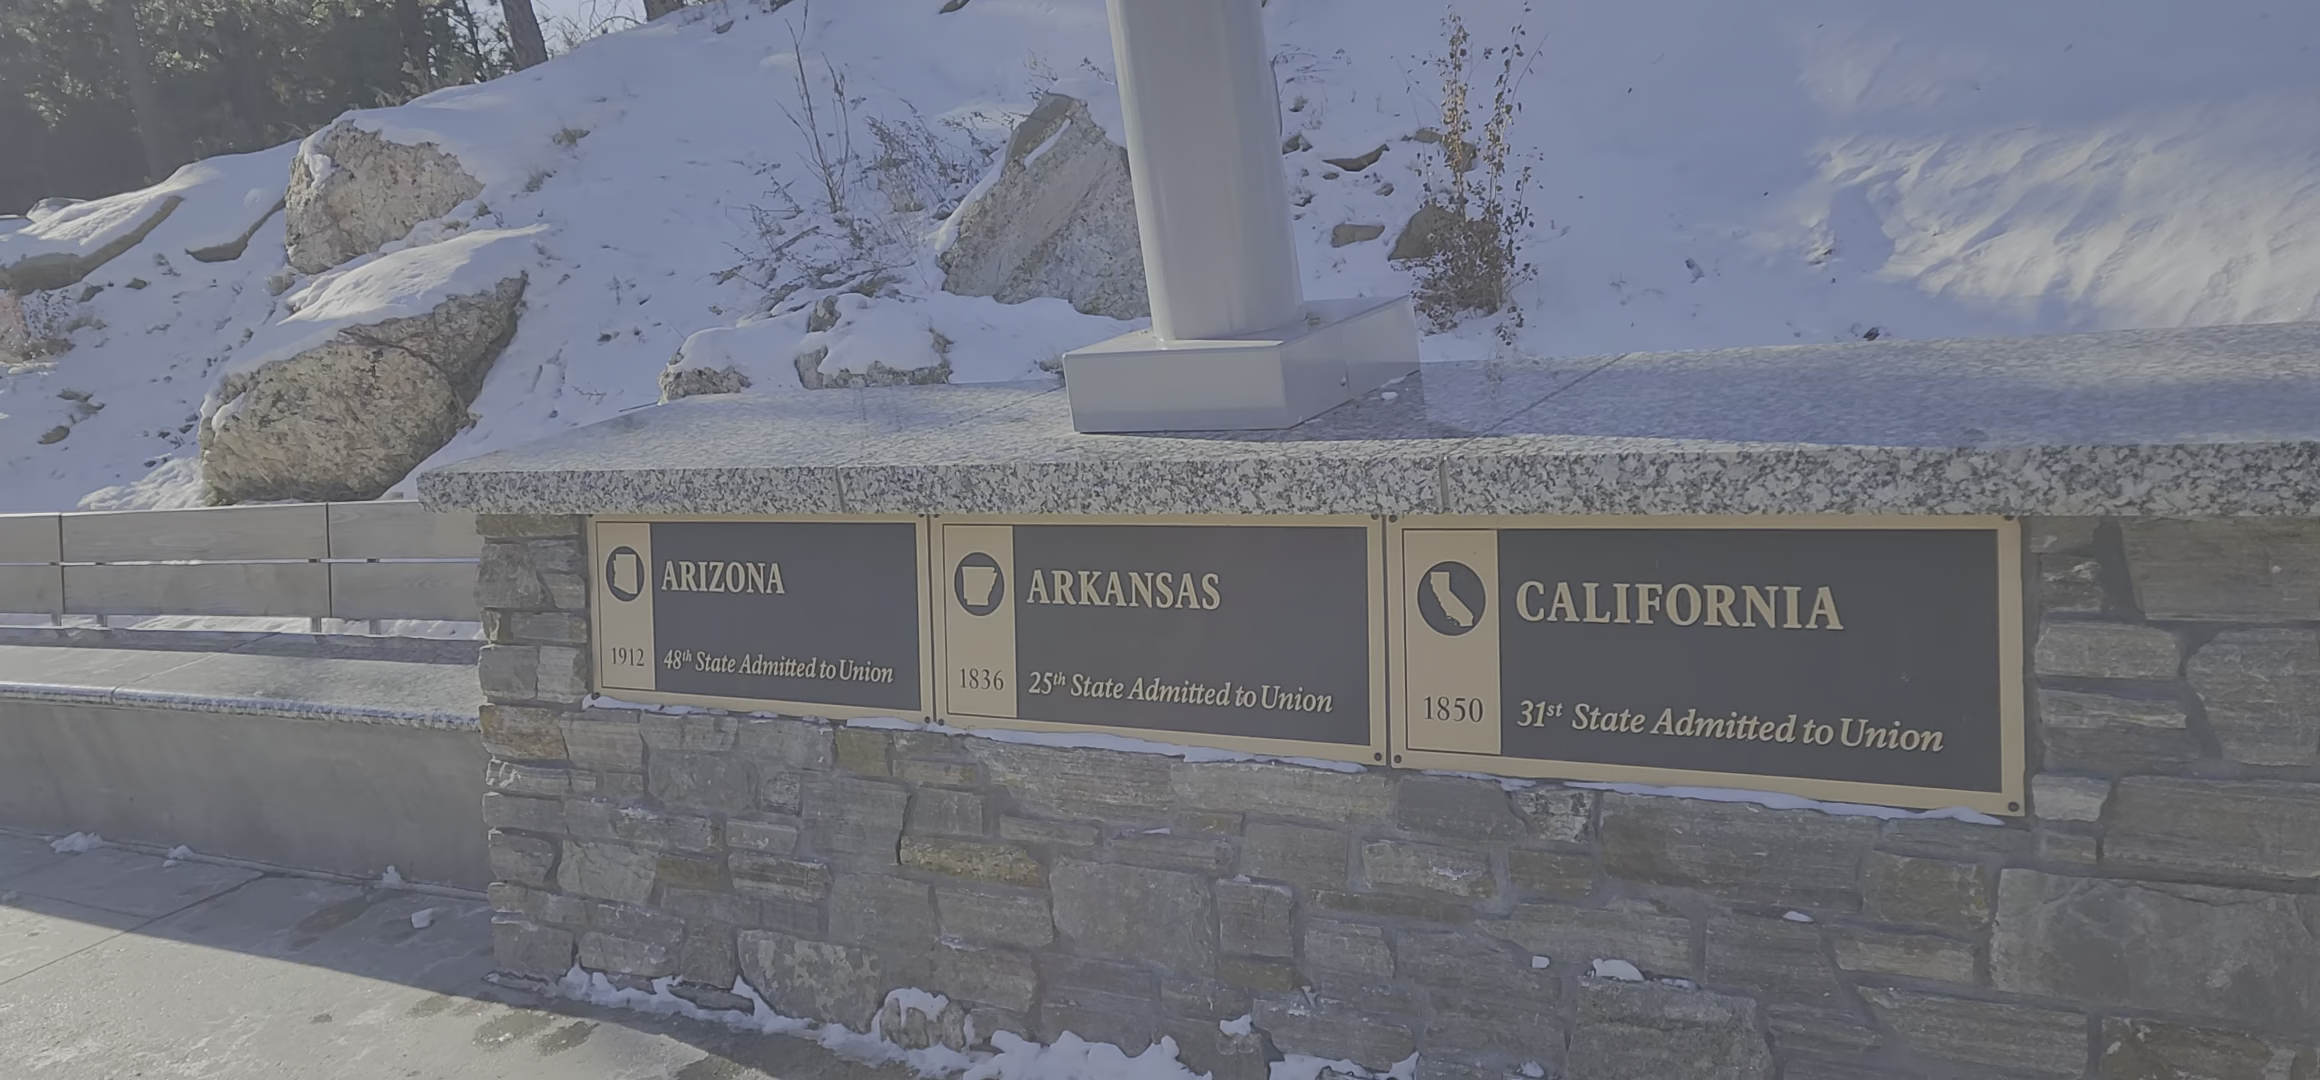 ARIZONA
1912
48th State Admitted to Union
ARKANSAS
1836
25th State Admitted to Union
CALIFORNIA
1850
31st State Admitted to Union